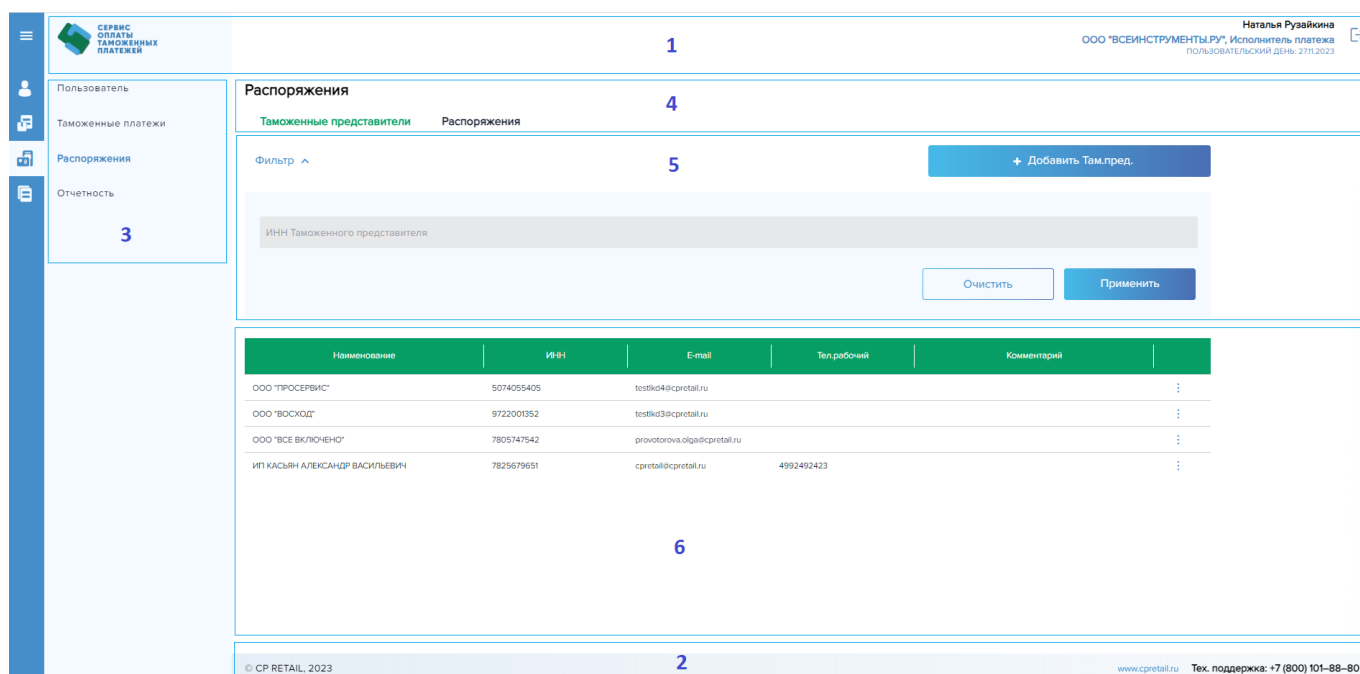 СЕРВИС
ОПЛАТЫ
ТАМОЖЕННЫХ
ПЛАТЕЖЕЙ
1
Наталья Рузайкина
ООО "ВСЕИНСТРУМЕНТЫ.РУ", Исполнитель платежа
ПОЛЬЗОВАТЕЛЬСКИЙ ДЕНЬ: 27.11.2023
Пользователь
Таможенные платежи
Распоряжения
Отчетность
3
Распоряжения
4
Таможенные представители Распоряжения
Фильтр
5
+ Добавить Там.пред.
ИНН Таможенного представителя
Очистить Применить
Наименование ИНН E-mail Тел.рабочий Комментарий
ООО "ПРОСЕРВИС" 5074055405 testlkd4@cpretail.ru
ООО "ВОСХОД" 9722001352 testlkd3@cpretail.ru
ООО "ВСЕ ВКЛЮЧЕНО" 7805747542 provotorova.olga@cpretail.ru
ИП КАСЬЯН АЛЕКСАНДР ВАСИЛЬЕВИЧ 7825679651 cpretail@cpretail.ru 4992492423
6
2
© CP RETAIL, 2023 www.cpretail.ru Тех. поддержка: +7 (800) 101–88–80